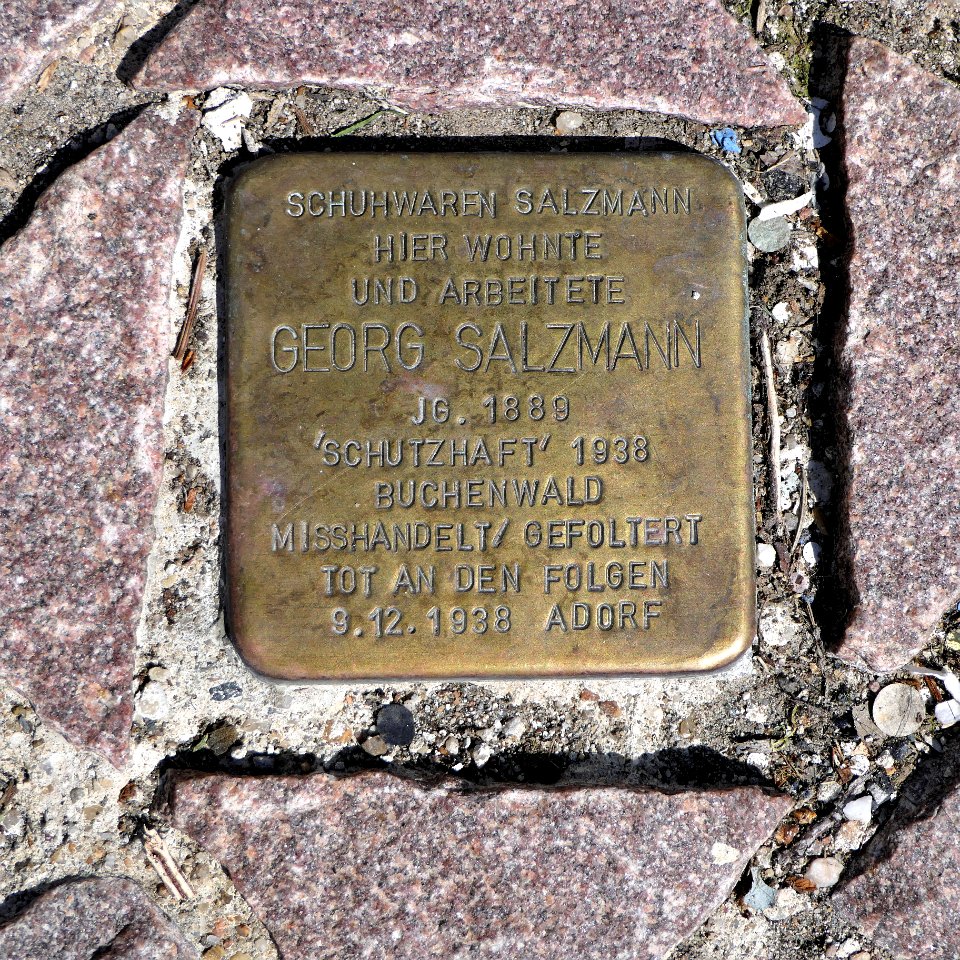 SCHUHWAREN SALZMANN
HIER WOHNTE
UND ARBEITETE
GEORG SALZMANN
JG. 1889
'SCHUTZHAFT' 1938
BUCHENWALD
MISSHANDELT/ GEFOLTERT
TOT AN DEN FOLGEN
9.12.1938 ADORF